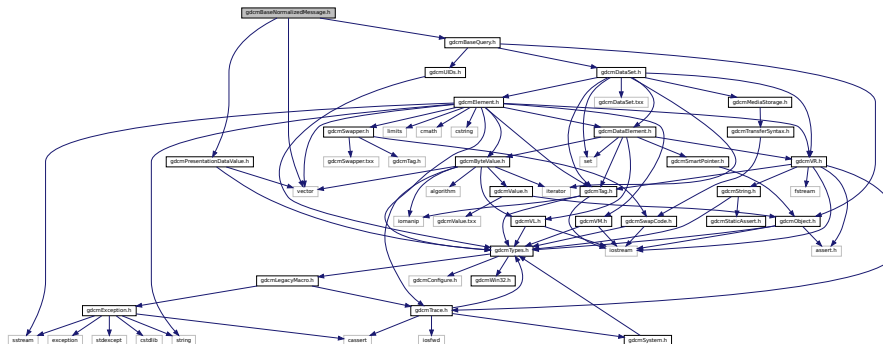 gdcmBaseNormalizedMessage.h
gdcmBaseQuery.h
gdcmUIDs.h
gdcmDataSet.h
gdcmElement.h
gdcmDataSet.txx
gdcmMediaStorage.h
gdcmSwapper.h
limits
cmath
cstring
gdcmDataElement.h
gdcmTransferSyntax.h
gdcmPresentationDataValue.h
gdcmSwapper.txx
gdcmTag.h
gdcmByteValue.h
set
gdcmSmartPointer.h
gdcmVR.h
vector
algorithm
gdcmValue.h
iterator
gdcmTag.h
gdcmString.h
fstream
iomanip
gdcmValue.txx
gdcmVL.h
gdcmVM.h
gdcmSwapCode.h
gdcmStaticAssert.h
gdcmObject.h
gdcmTypes.h
iostream
assert.h
gdcmLegacyMacro.h
gdcmConfigure.h
gdcmWin32.h
gdcmException.h
gdcmTrace.h
sstream
exception
stdexcept
cstdlib
string
cassert
iosfwd
gdcmSystem.h